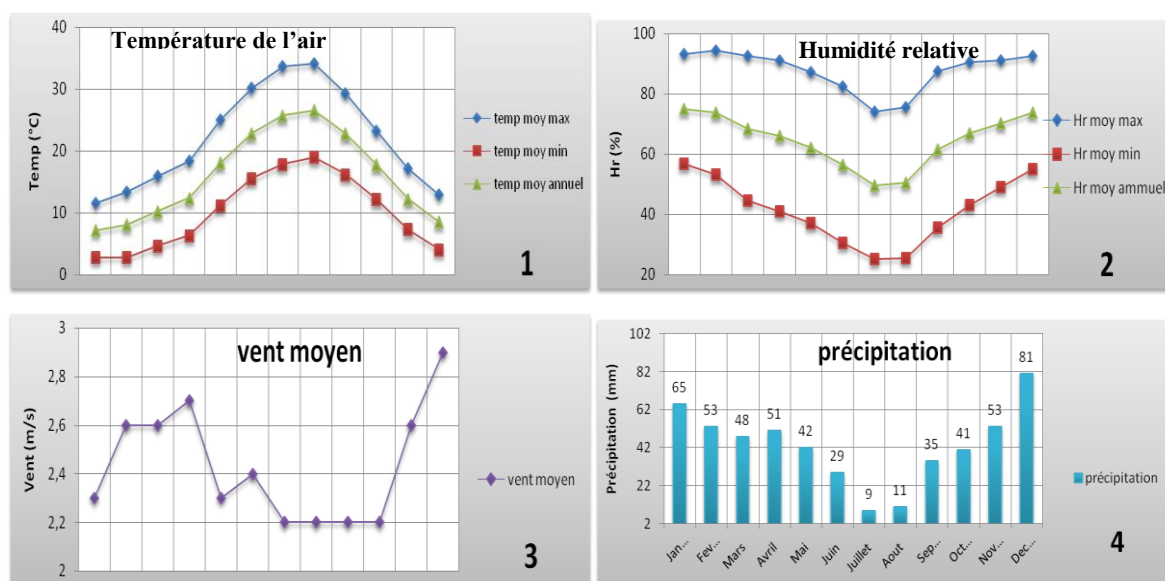 Température de l'air
Temp (°C)
40
30
20
10
0
temp moy max
temp moy min
temp moy annuel
1
Humidité relative
Hr (%)
100
80
60
40
20
Hr moy max
Hr moy min
Hr moy ammuel
2
vent moyen
Vent (m/s)
3
2,8
2,6
2,4
2,2
2
vent moyen
3
précipitation
Précipitation (mm)
102
82
62
42
22
2
65
53
48
51
42
29
9
11
35
41
53
81
Jan...
Fev...
Mars
Avril
Mai
Juin
Juillet
Aout
Sep...
Oct...
Nov...
Dec...
précipitation
4